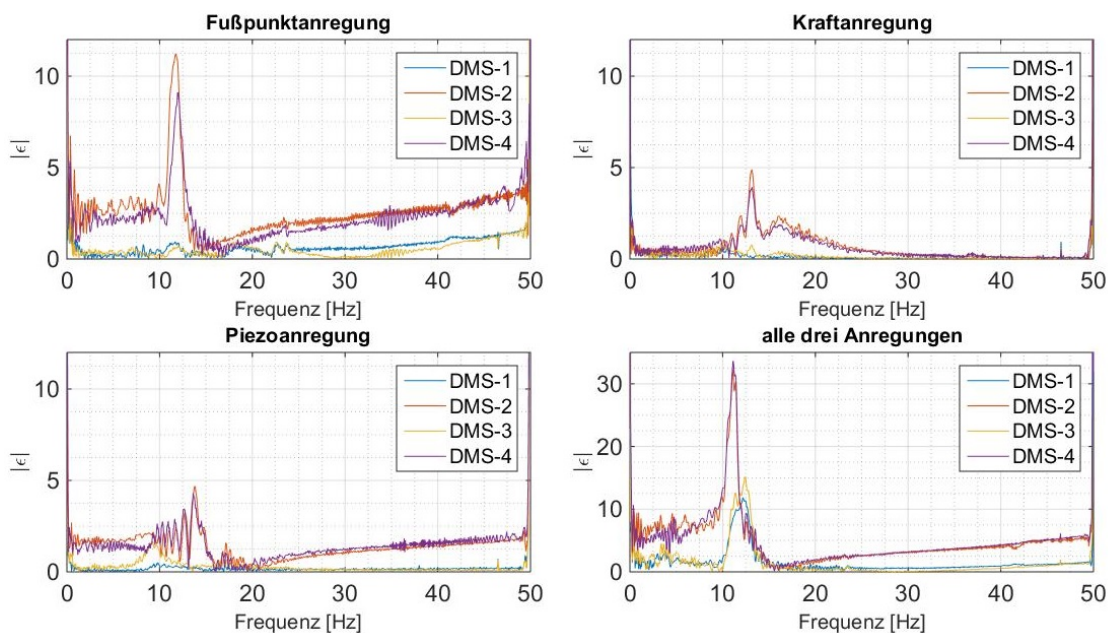 Fußpunktanregung
10
5
0
|ϵ|
DMS-1
DMS-2
DMS-3
DMS-4
0 10 20 30 40 50
Frequenz [Hz]
Kraftanregung
10
5
0
|ϵ|
DMS-1
DMS-2
DMS-3
DMS-4
0 10 20 30 40 50
Frequenz [Hz]
Piezoanregung
10
5
0
|ϵ|
DMS-1
DMS-2
DMS-3
DMS-4
0 10 20 30 40 50
Frequenz [Hz]
alle drei Anregungen
30
20
10
0
|ϵ|
DMS-1
DMS-2
DMS-3
DMS-4
0 10 20 30 40 50
Frequenz [Hz]